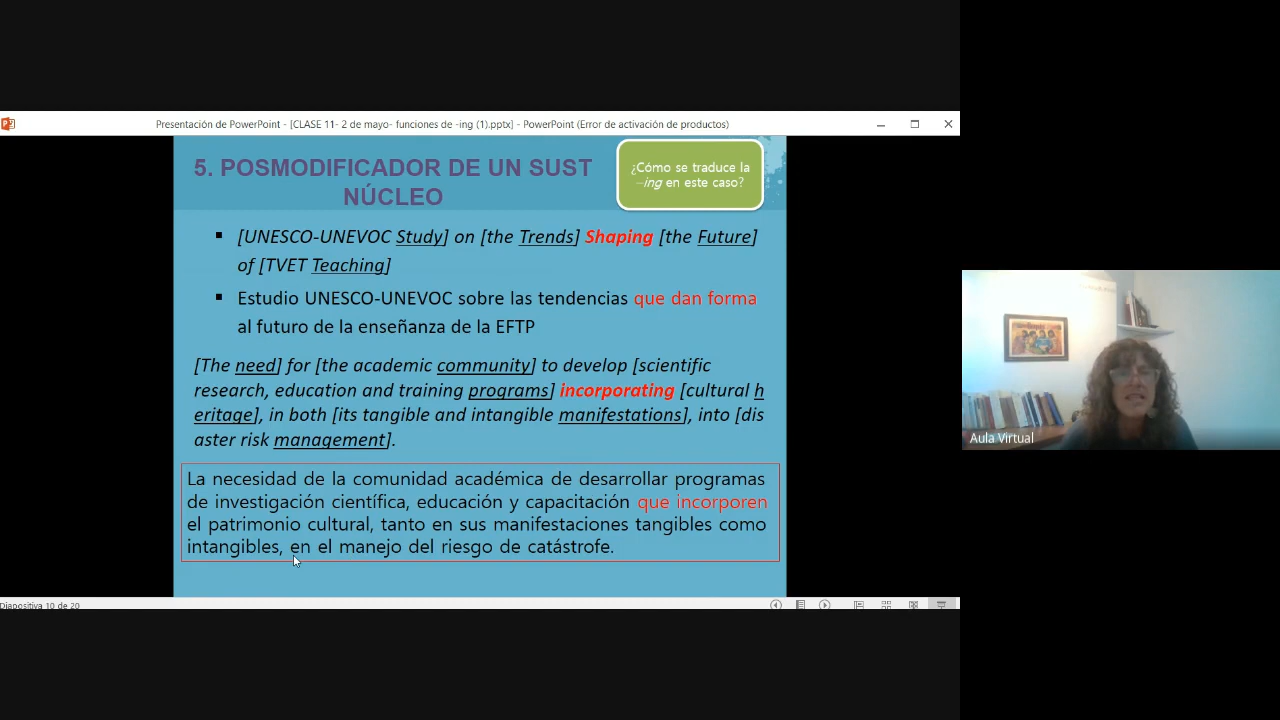 Presentación de PowerPoint - [CLASE 11- 2 de mayo- funciones de -ing (1).pptx] - PowerPoint (Error de activación de productos)
5. POSMODIFICADOR DE UN SUST
NÚCLEO
¿Cómo se traduce la
–ing en este caso?
[UNESCO-UNEVOC Study] on [the Trends] Shaping [the Future]
of [TVET Teaching]
Estudio UNESCO-UNEVOC sobre las tendencias que dan forma
al futuro de la enseñanza de la EFTP
[The need] for [the academic community] to develop [scientific
research, education and training programs] incorporating [cultural h
eritage], in both [its tangible and intangible manifestations], into [dis
aster risk management].
La necesidad de la comunidad académica de desarrollar programas
de investigación científica, educación y capacitación que incorporen
el patrimonio cultural, tanto en sus manifestaciones tangibles como
intangibles, en el manejo del riesgo de catástrofe.
Diapositiva 10 de 20
Aula Virtual